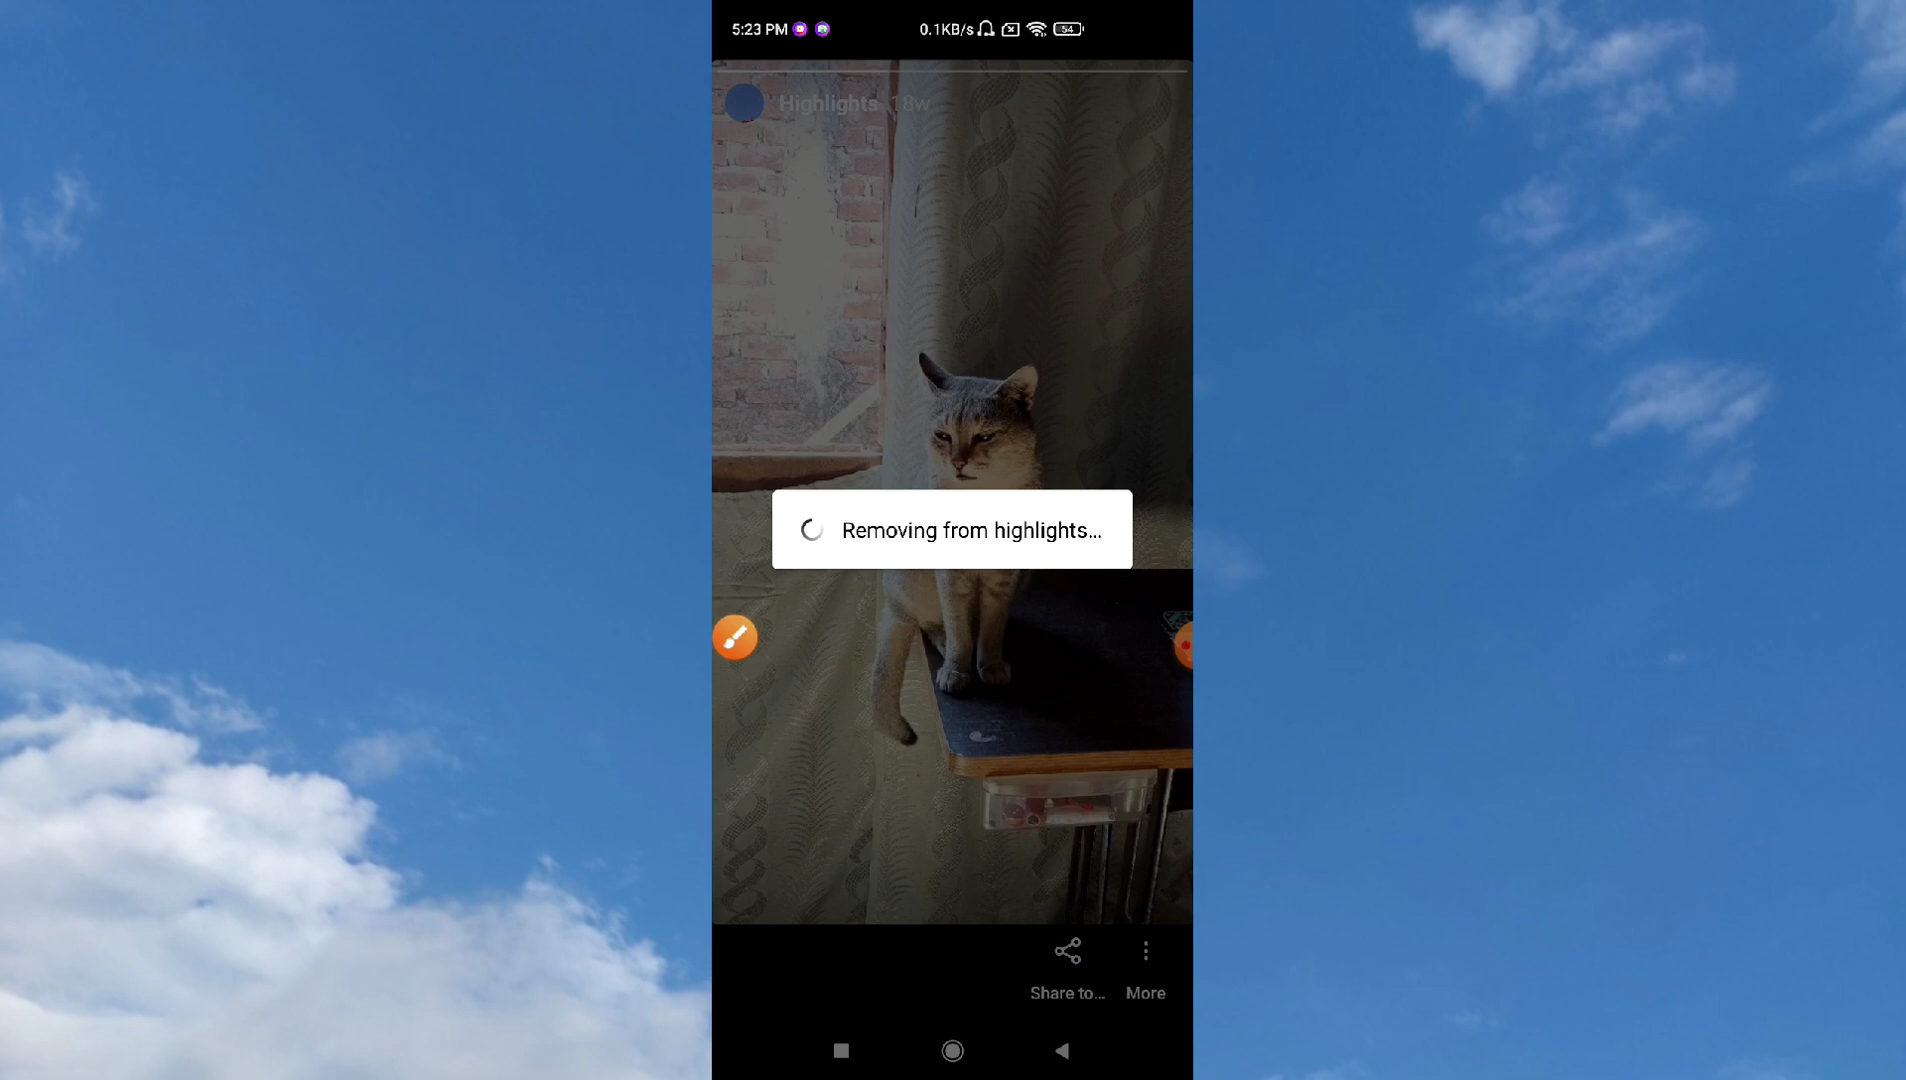 5:23 PM 0.1KB/s 54
Highlights 18w
Removing from highlights...
Share to... More